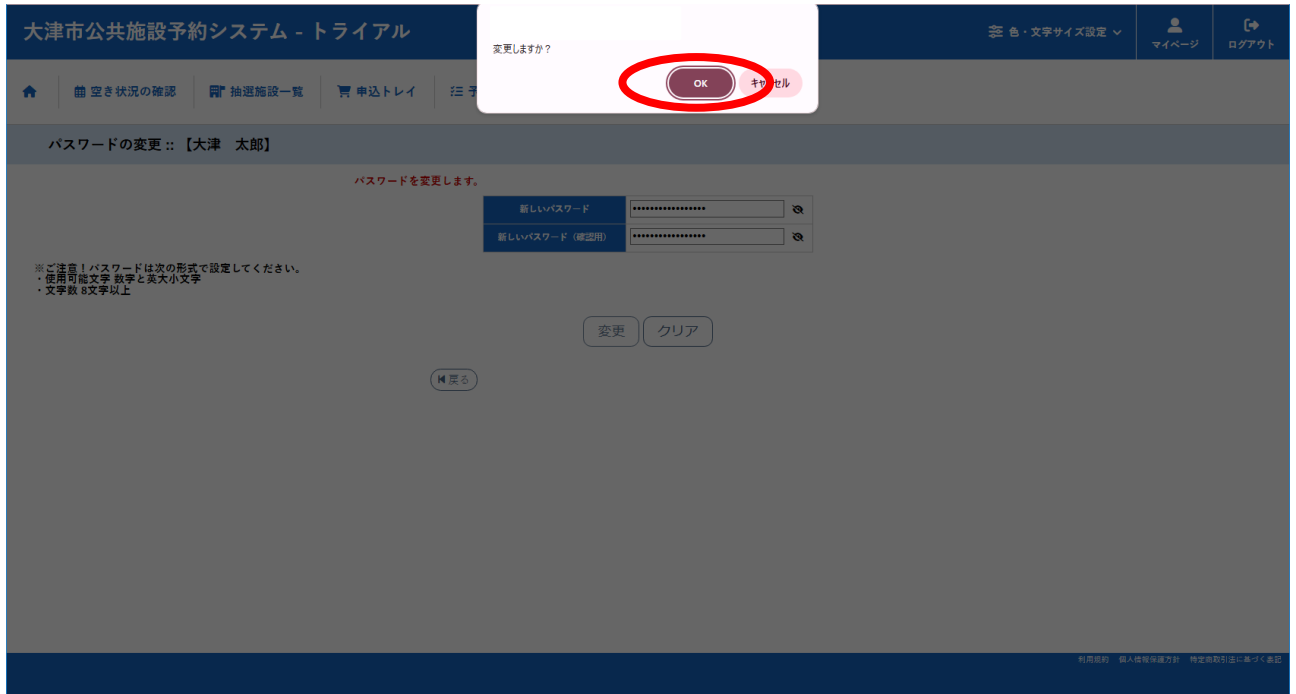 大津市公共施設予約システム - トライアル
色・文字サイズ設定
マイページ
ログアウト
変更しますか？
OK
空き状況の確認
抽選施設一覧
申込トレイ
予
パスワードの変更 :: 【大津　太郎】
パスワードを変更します。
新しいパスワード
•••••••••••••••••
新しいパスワード（確認用）
•••••••••••••••••
※ご注意！パスワードは次の形式で設定してください。
・使用可能文字 数字と英大小文字
・文字数 8文字以上
変更
クリア
戻る
利用規約　個人情報保護方針　特定商取引法に基づく表記